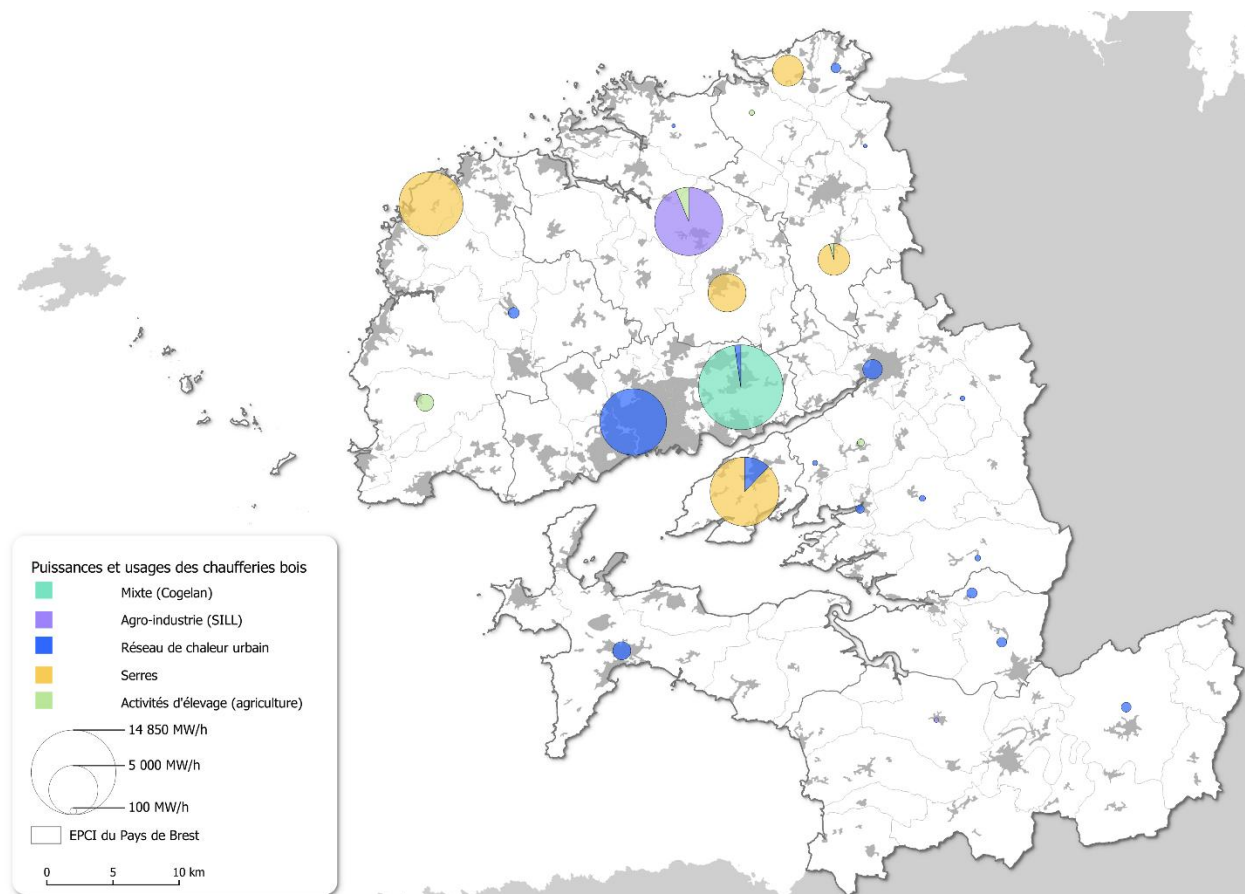 Puissances et usages des chaufferies bois
Mixte (Cogelan)
Agro-industrie (SILL)
Réseau de chaleur urbain
Serres
Activités d'élevage (agriculture)
14 850 MW/h
5 000 MW/h
100 MW/h
EPCI du Pays de Brest
0 5 10 km